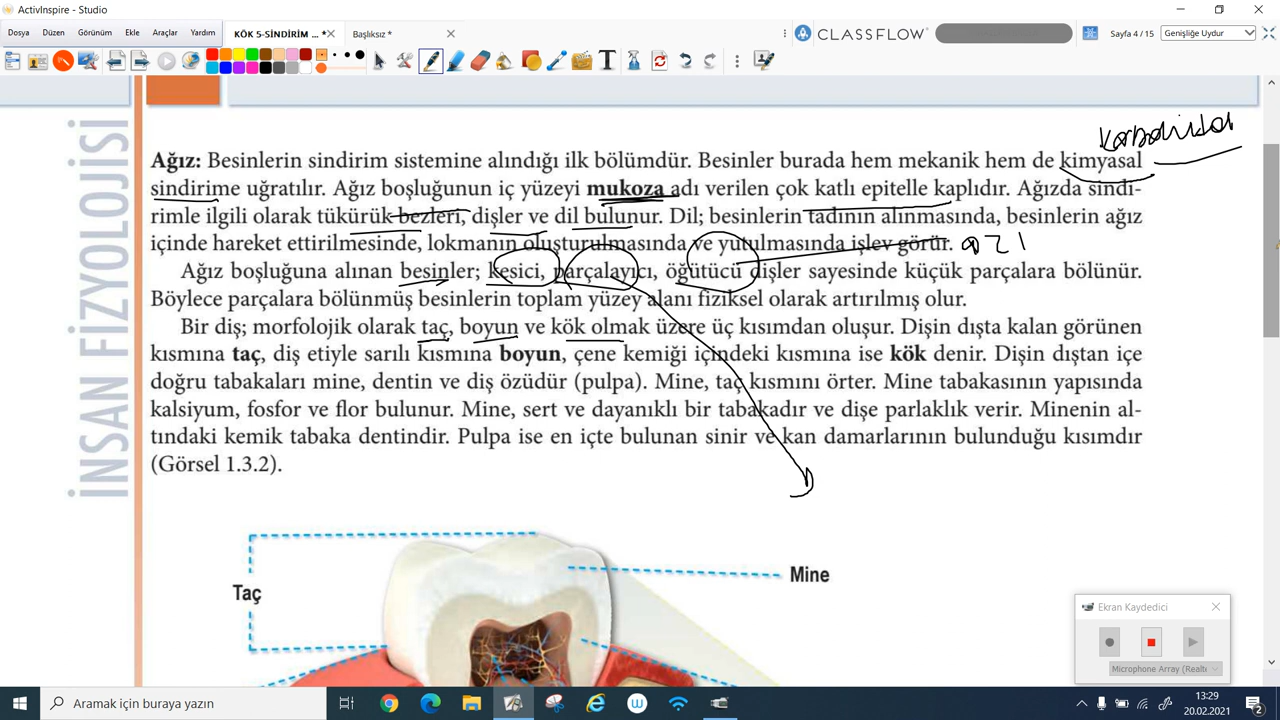 ActivInspire - Studio
Dosya Düzen Görünüm Ekle Araçlar Yardım
KÖK 5-SİNDİRİM ... *
Başlıksız *
CLASSFLOW
Sayfa 4 / 15
Genişliğe Uydur
İNSAN FİZYOLOJİSİ
Ağız: Besinlerin sindirim sistemine alındığı ilk bölümdür. Besinler burada hem mekanik hem de kimyasal
sindirime uğratılır. Ağız boşluğunun iç yüzeyi mukoza adı verilen çok katlı epitelle kaplıdır. Ağızda sindi-
rimle ilgili olarak tükürük bezleri, dişler ve dil bulunur. Dil; besinlerin tadının alınmasında, besinlerin ağız
içinde hareket ettirilmesinde, lokmanın oluşturulmasında ve yutulmasında işlev görür.
Ağız boşluğuna alınan besinler; kesici, parçalayıcı, öğütücü dişler sayesinde küçük parçalara bölünür.
Böylece parçalara bölünmüş besinlerin toplam yüzey alanı fiziksel olarak artırılmış olur.
Bir diş; morfolojik olarak taç, boyun ve kök olmak üzere üç kısımdan oluşur. Dişin dışta kalan görünen
kısmına taç, diş etiyle sarılı kısmına boyun, çene kemiği içindeki kısmına ise kök denir. Dişin dıştan içe
doğru tabakaları mine, dentin ve diş özüdür (pulpa). Mine, taç kısmını örter. Mine tabakasının yapısında
kalsiyum, fosfor ve flor bulunur. Mine, sert ve dayanıklı bir tabakadır ve dişe parlaklık verir. Minenin al-
tındaki kemik tabaka dentindir. Pulpa ise en içte bulunan sinir ve kan damarlarının bulunduğu kısımdır
(Görsel 1.3.2).
Taç
Mine
Ekran Kaydedici
Microphone Array (Realte
Aramak için buraya yazın
13:29
20.02.2021
2